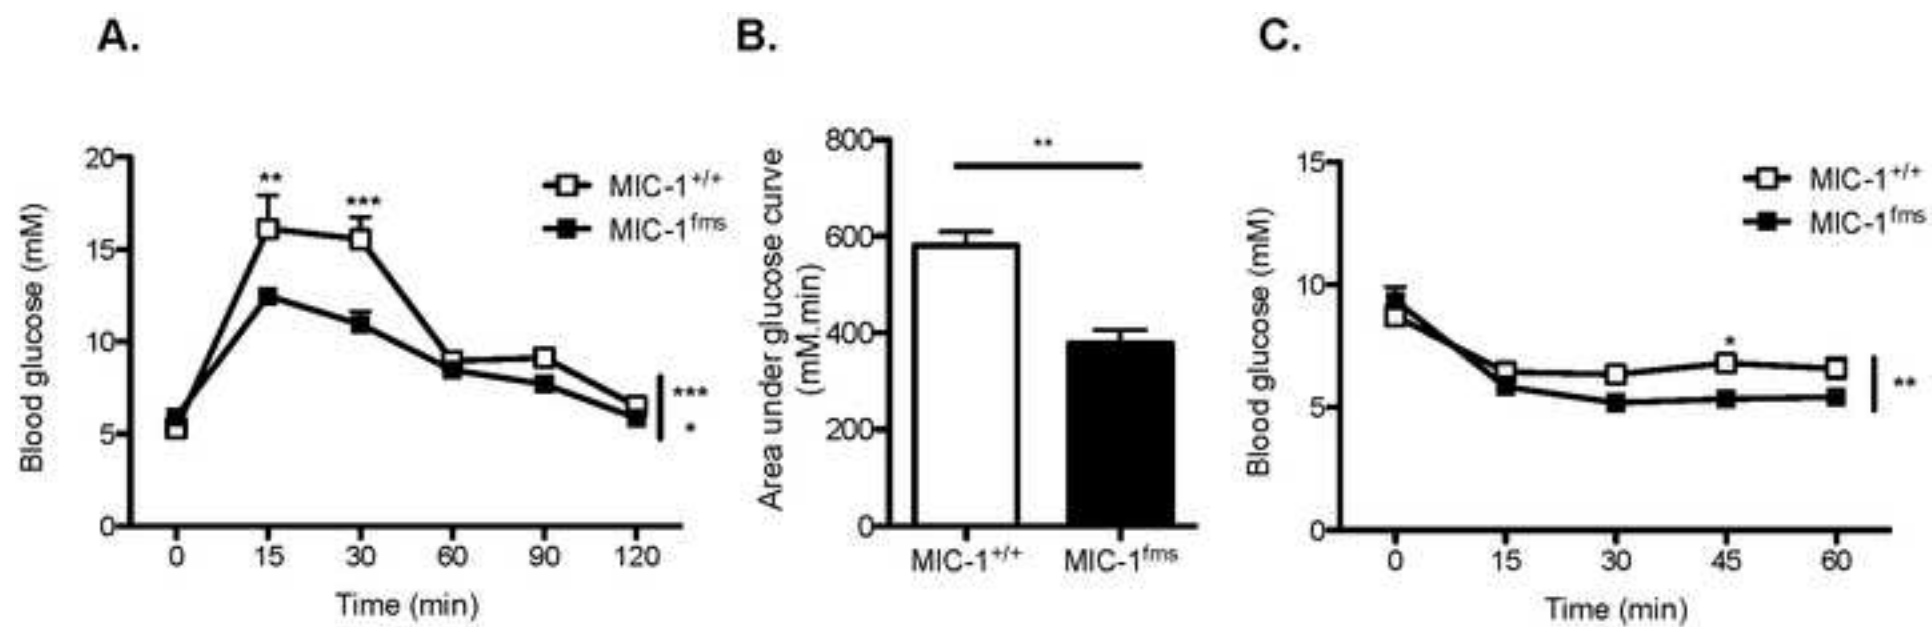 A.
Blood glucose (mM)
20
15
10
5
0
**
***
MIC-1+/+
MIC-1fms
***
*
0 15 30 60 90 120
Time (min)
B.
Area under glucose curve
(mM.min)
800
600
400
200
0
**
MIC-1+/+ MIC-1fms
C.
Blood glucose (mM)
15
10
5
0
MIC-1+/+
MIC-1fms
*
**
0 15 30 45 60
Time (min)